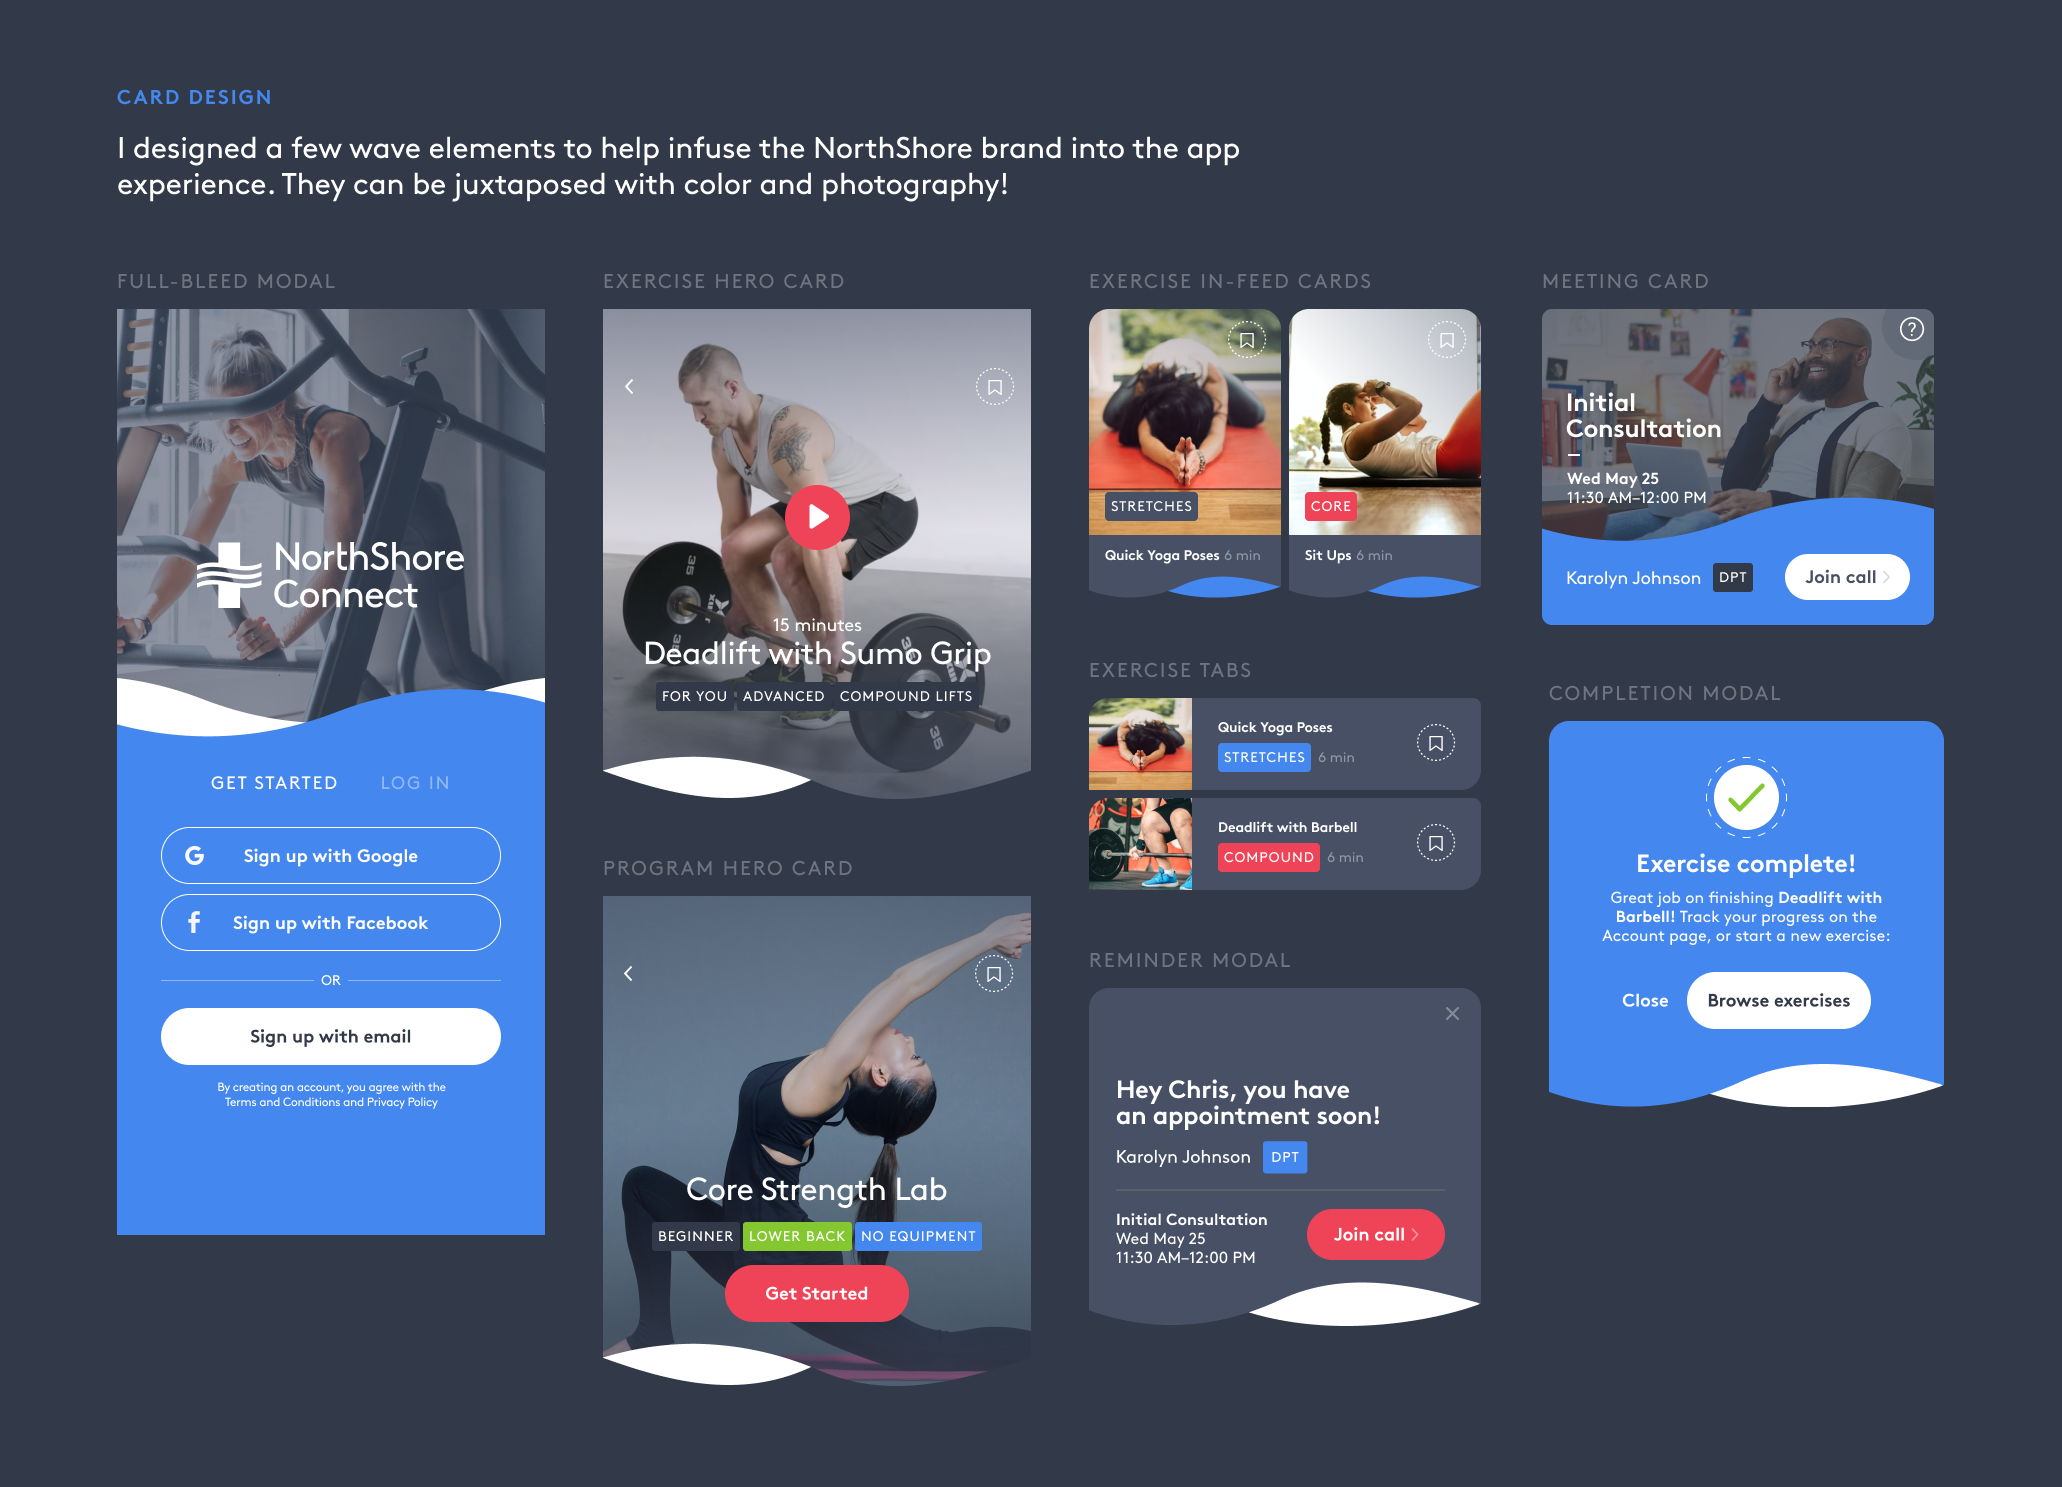 CARD DESIGN
I designed a few wave elements to help infuse the NorthShore brand into the app
experience. They can be juxtaposed with color and photography!
FULL-BLEED MODAL
NorthShore
Connect
GET STARTED LOG IN
G Sign up with Google
f Sign up with Facebook
OR
Sign up with email
By creating an account, you agree with the
Terms and Conditions and Privacy Policy
EXERCISE HERO CARD
35
35
35
15 minutes
Deadlift with Sumo Grip
FOR YOU ADVANCED COMPOUND LIFTS
35
PROGRAM HERO CARD
Core Strength Lab
BEGINNER LOWER BACK NO EQUIPMENT
Get Started
EXERCISE IN-FEED CARDS
STRETCHES
Quick Yoga Poses 6 min
CORE
Sit Ups 6 min
EXERCISE TABS
Quick Yoga Poses
STRETCHES 6 min
Deadlift with Barbell
COMPOUND 6 min
REMINDER MODAL
Hey Chris, you have
an appointment soon!
Karolyn Johnson DPT
Initial Consultation
Wed May 25
11:30 AM–12:00 PM
Join call
MEETING CARD
?
Initial
Consultation
Wed May 25
11:30 AM–12:00 PM
Karolyn Johnson DPT Join call
COMPLETION MODAL
Exercise complete!
Great job on finishing Deadlift with
Barbell! Track your progress on the
Account page, or start a new exercise:
Close Browse exercises